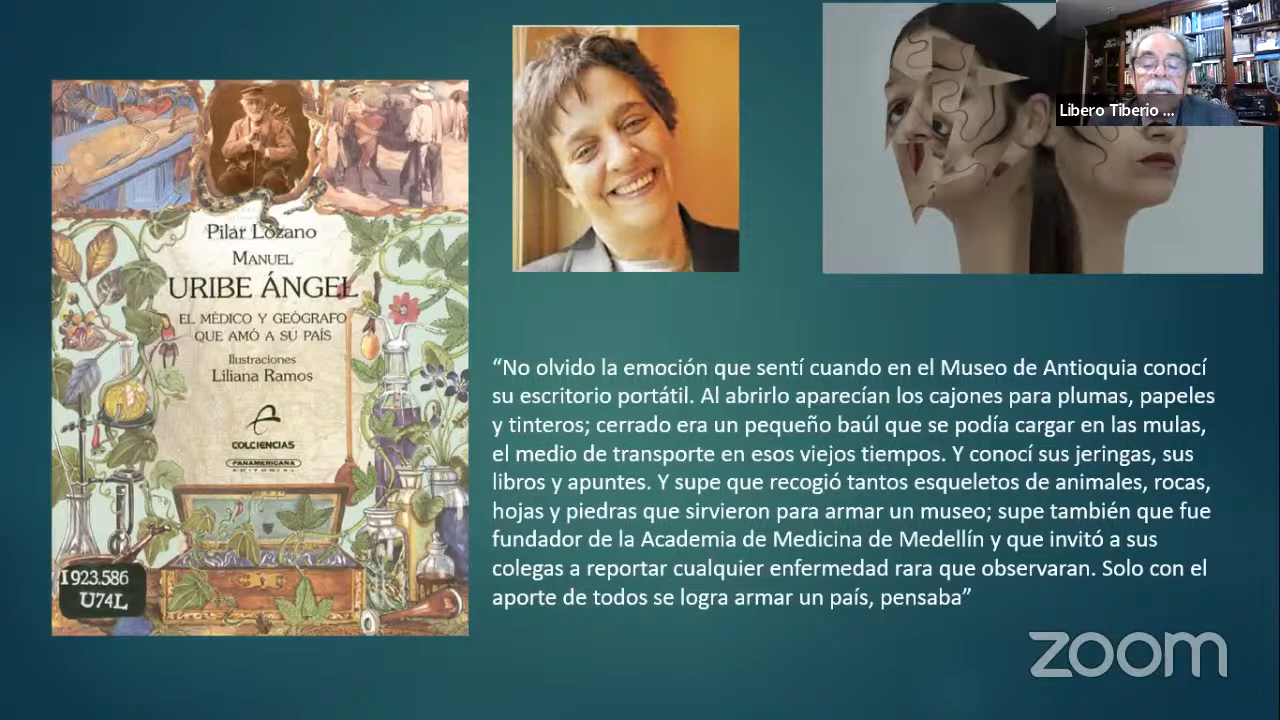 Libero Tiberio ...
Pilar Lozano
MANUEL
URIBE ÁNGEL
EL MÉDICO Y GEÓGRAFO
QUE AMÓ A SU PAÍS
Ilustraciones
Liliana Ramos
COLCIENCIAS
PANAMERICANA
EDITORIAL
I 923.586
U74L
“No olvido la emoción que sentí cuando en el Museo de Antioquia conocí
su escritorio portátil. Al abrirlo aparecían los cajones para plumas, papeles
y tinteros; cerrado era un pequeño baúl que se podía cargar en las mulas,
el medio de transporte en esos viejos tiempos. Y conocí sus jeringas, sus
libros y apuntes. Y supe que recogió tantos esqueletos de animales, rocas,
hojas y piedras que sirvieron para armar un museo; supe también que fue
fundador de la Academia de Medicina de Medellín y que invitó a sus
colegas a reportar cualquier enfermedad rara que observaran. Solo con el
aporte de todos se logra armar un país, pensaba”
zoom